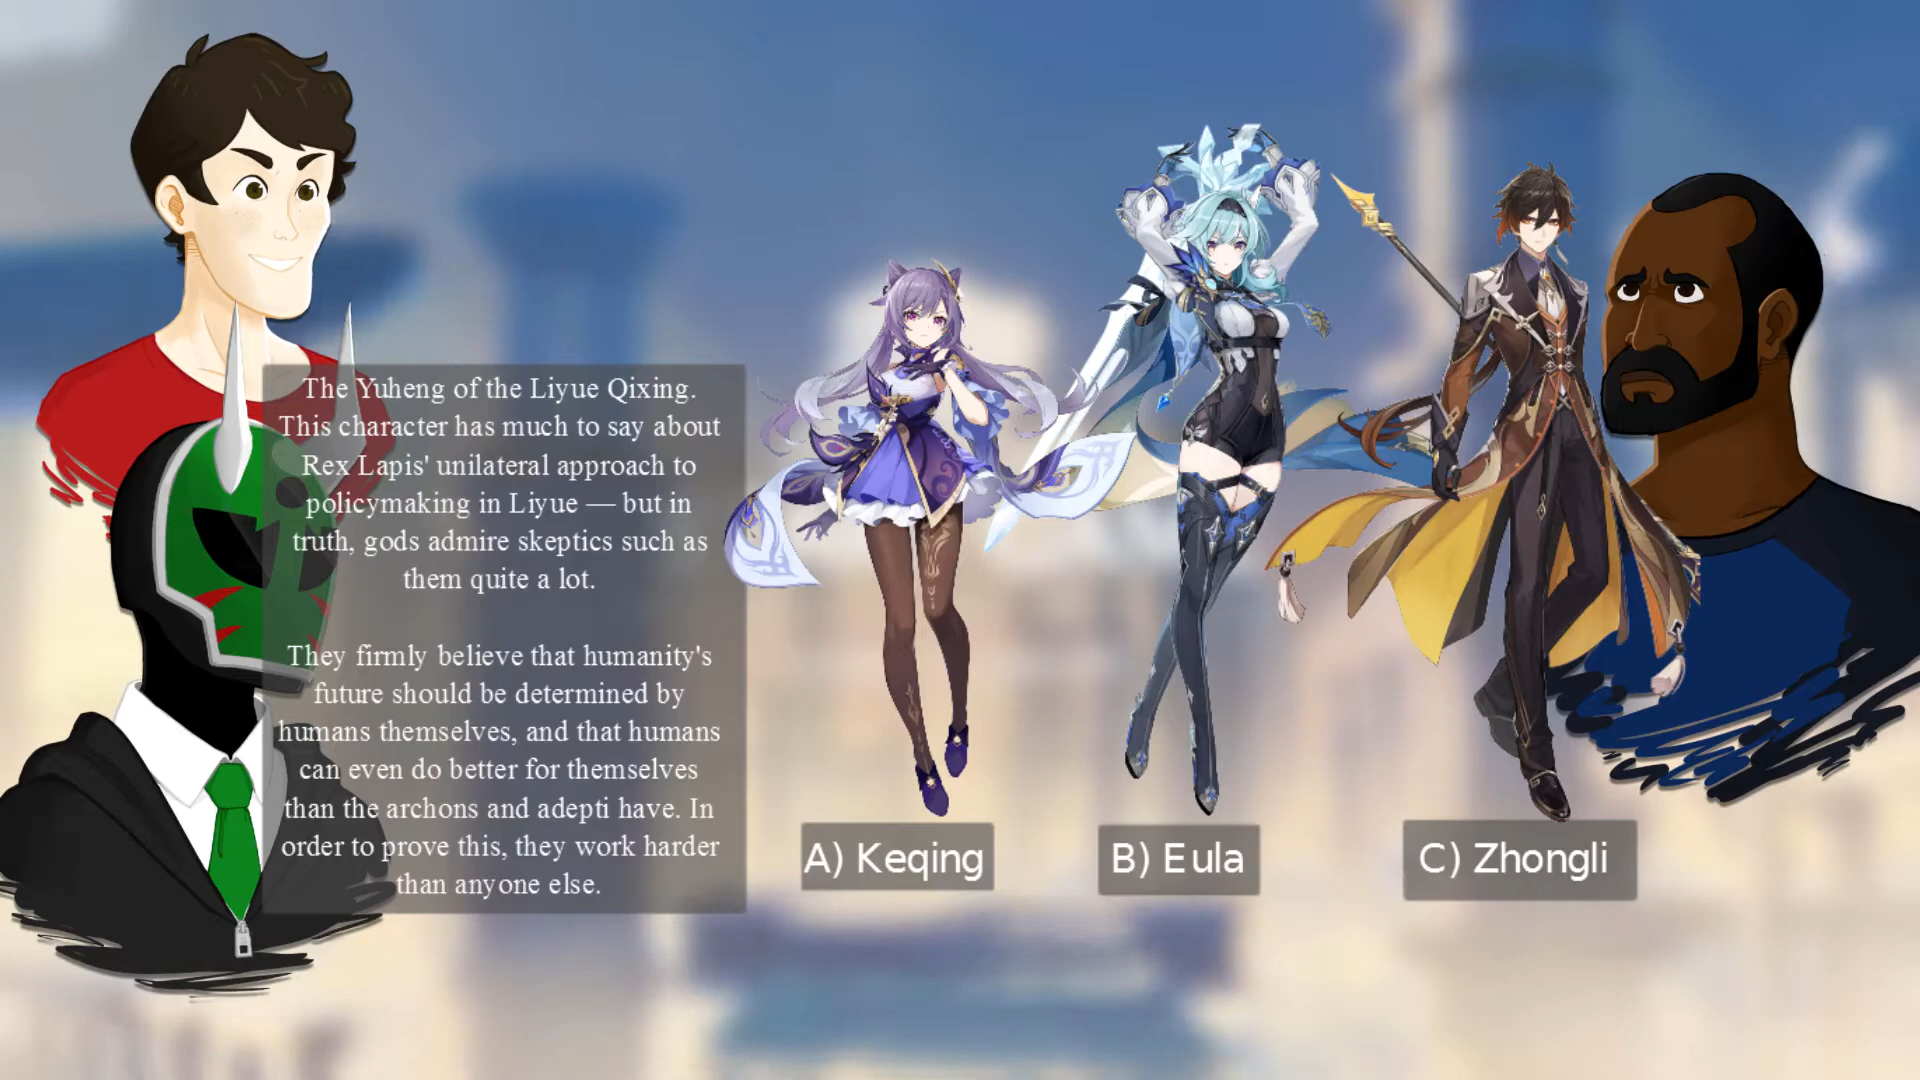 The Yuheng of the Liyue Qixing.
This character has much to say about
Rex Lapis' unilateral approach to
policymaking in Liyue — but in
truth, gods admire skeptics such as
them quite a lot.
They firmly believe that humanity's
future should be determined by
humans themselves, and that humans
can even do better for themselves
than the archons and adepti have. In
order to prove this, they work harder
than anyone else.
A) Keqing
B) Eula
C) Zhongli